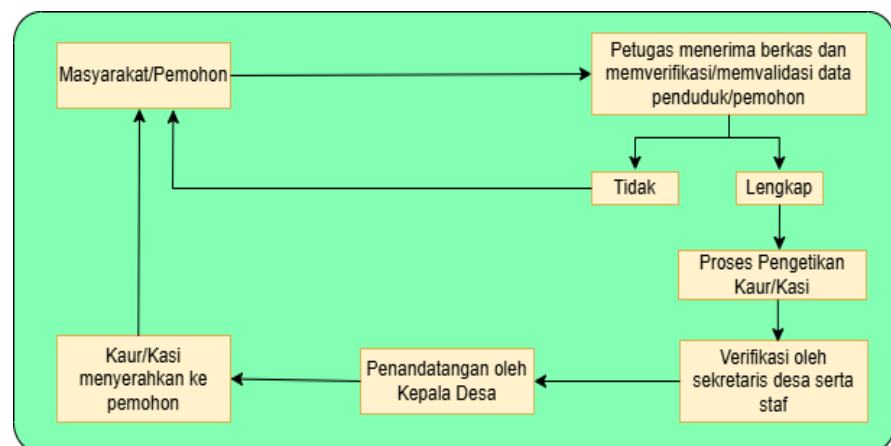 Masyarakat/Pemohon
Petugas menerima berkas dan
memverifikasi/memvalidasi data
penduduk/pemohon
Tidak
Lengkap
Proses Pengetikan
Kaur/Kasi
Verifikasi oleh
sekretaris desa serta
staf
Penandatangan oleh
Kepala Desa
Kaur/Kasi
menyerahkan ke
pemohon